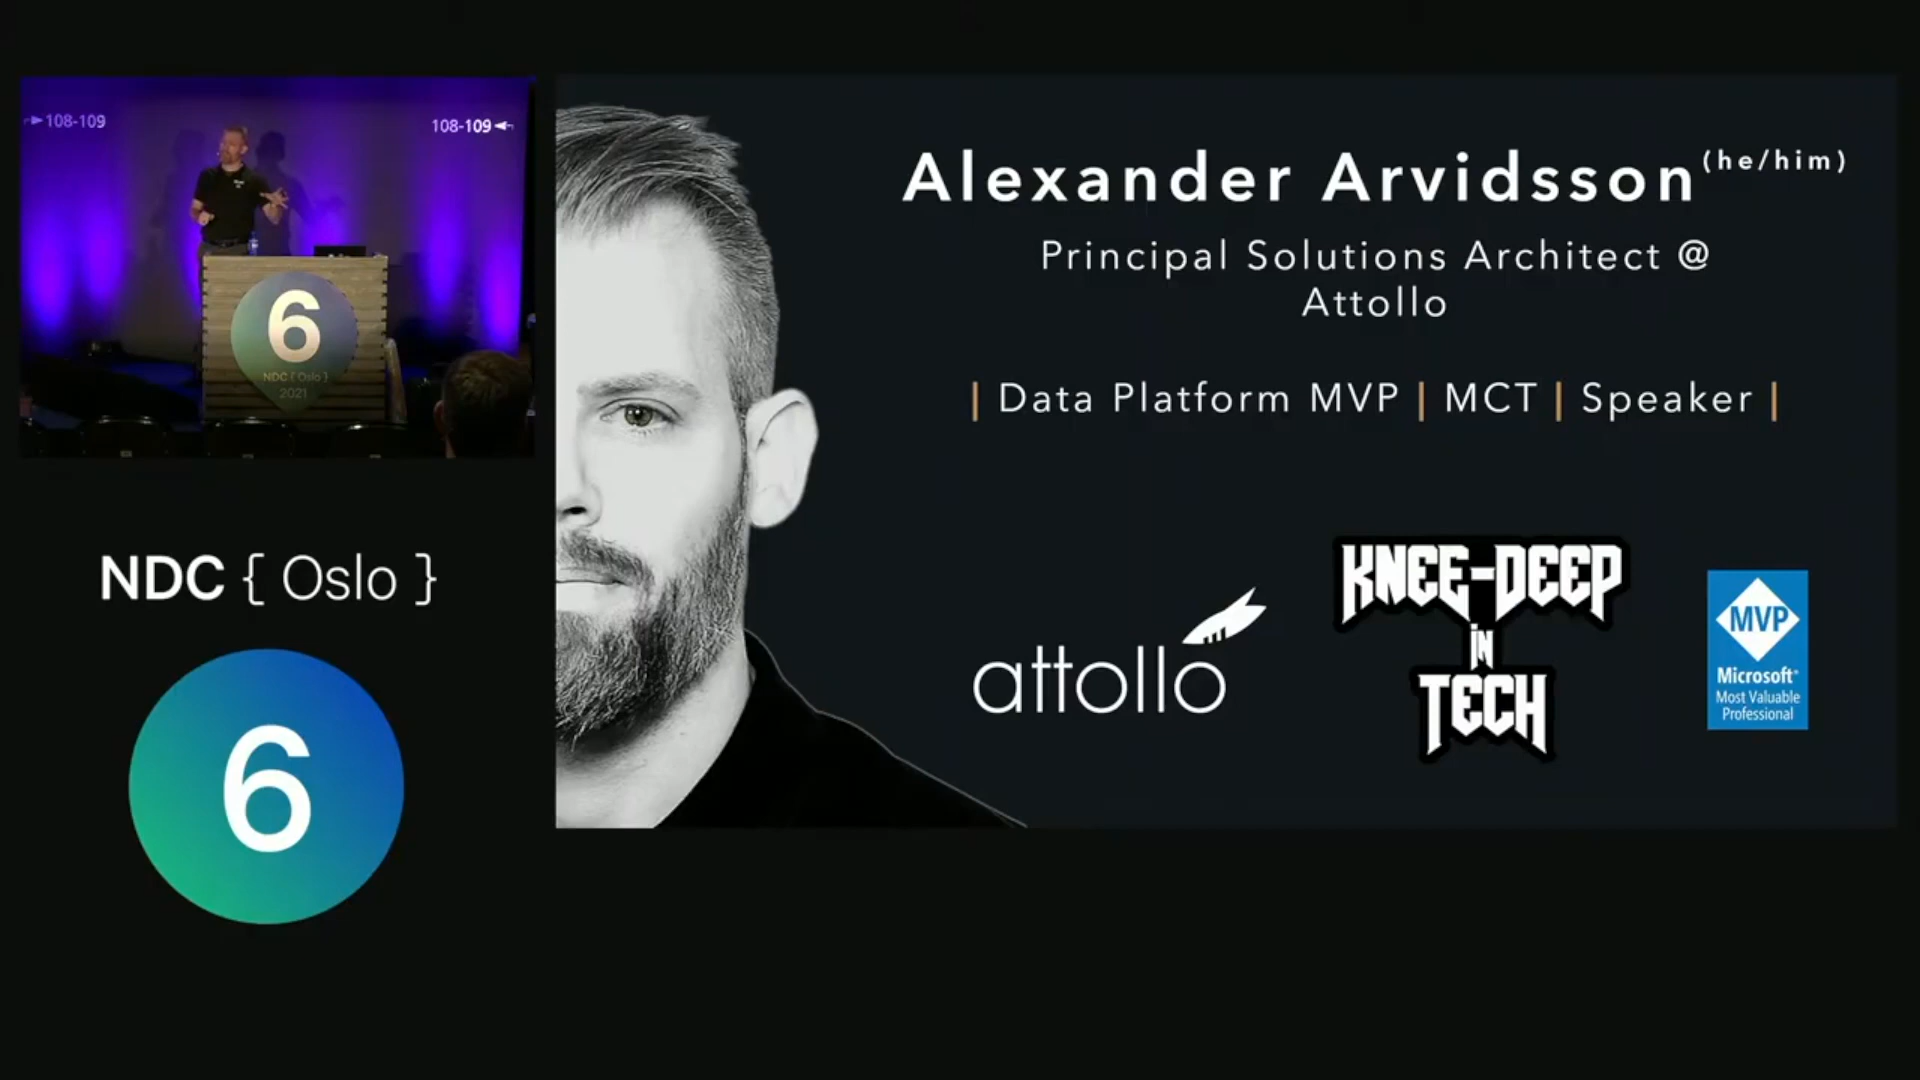 108-109
108-109
6
NDC { Oslo }
2021
NDC { Oslo }
6
Alexander Arvidsson (he/him)
Principal Solutions Architect @
Attollo
| Data Platform MVP | MCT | Speaker |
attollo
KNEE-DEEP
IN
TECH
MVP
Microsoft®
Most Valuable
Professional